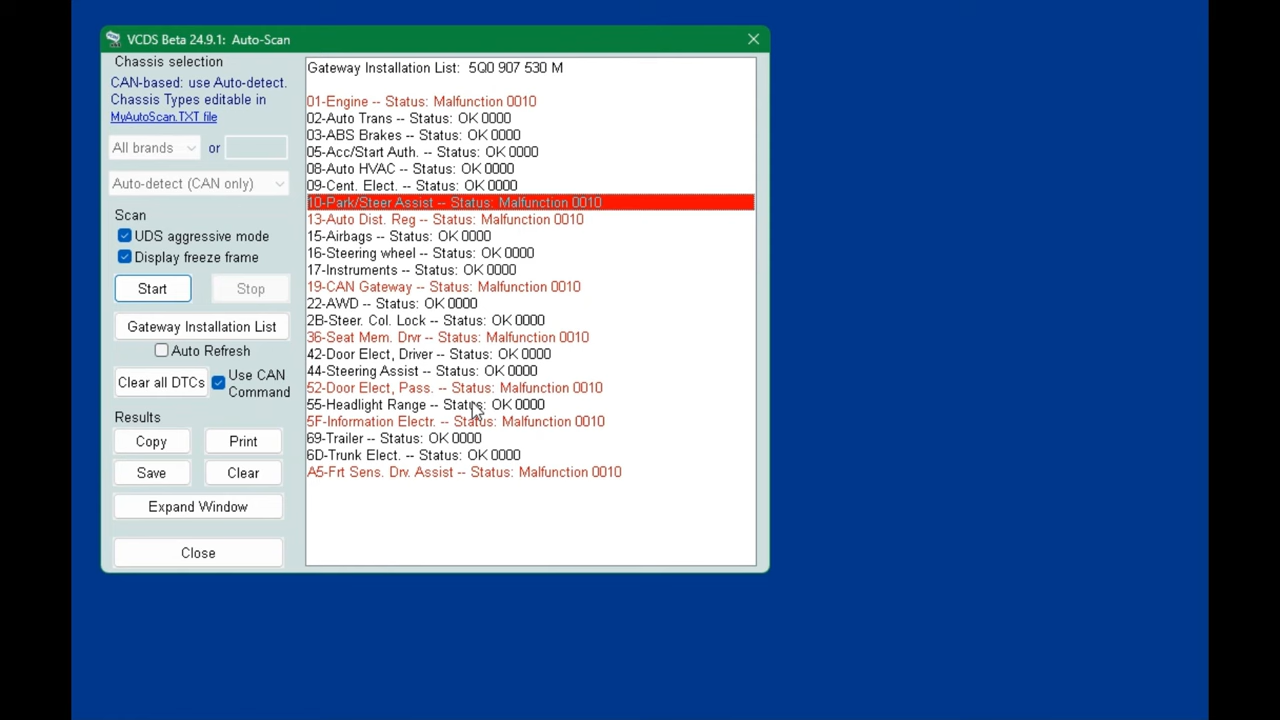 VCDS Beta 24.9.1: Auto-Scan
Chassis selection
CAN-based: use Auto-detect.
Chassis Types editable in
MyAutoScan.TXT file
All brands or
Auto-detect (CAN only)
Scan
UDS aggressive mode
Display freeze frame
Start Stop
Gateway Installation List
Auto Refresh
Clear all DTCs Use CAN
Command
Results
Copy Print
Save Clear
Expand Window
Close
Gateway Installation List: 5Q0 907 530 M
01-Engine -- Status: Malfunction 0010
02-Auto Trans -- Status: OK 0000
03-ABS Brakes -- Status: OK 0000
05-Acc/Start Auth. -- Status: OK 0000
08-Auto HVAC -- Status: OK 0000
09-Cent. Elect. -- Status: OK 0000
10-Park/Steer Assist -- Status: Malfunction 0010
13-Auto Dist. Reg -- Status: Malfunction 0010
15-Airbags -- Status: OK 0000
16-Steering wheel -- Status: OK 0000
17-Instruments -- Status: OK 0000
19-CAN Gateway -- Status: Malfunction 0010
22-AWD -- Status: OK 0000
2B-Steer. Col. Lock -- Status: OK 0000
36-Seat Mem. Drvr -- Status: Malfunction 0010
42-Door Elect, Driver -- Status: OK 0000
44-Steering Assist -- Status: OK 0000
52-Door Elect, Pass. -- Status: Malfunction 0010
55-Headlight Range -- Status: OK 0000
5F-Information Electr. -- Status: Malfunction 0010
69-Trailer -- Status: OK 0000
6D-Trunk Elect. -- Status: OK 0000
A5-Frt Sens. Drv. Assist -- Status: Malfunction 0010